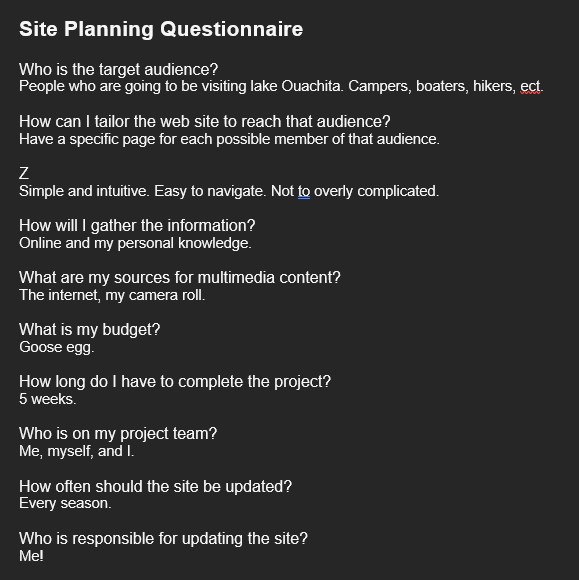 Site Planning Questionnaire
Who is the target audience?
People who are going to be visiting lake Ouachita. Campers, boaters, hikers, ect.
How can I tailor the web site to reach that audience?
Have a specific page for each possible member of that audience.
Z
Simple and intuitive. Easy to navigate. Not to overly complicated.
How will I gather the information?
Online and my personal knowledge.
What are my sources for multimedia content?
The internet, my camera roll.
What is my budget?
Goose egg.
How long do I have to complete the project?
5 weeks.
Who is on my project team?
Me, myself, and I.
How often should the site be updated?
Every season.
Who is responsible for updating the site?
Me!